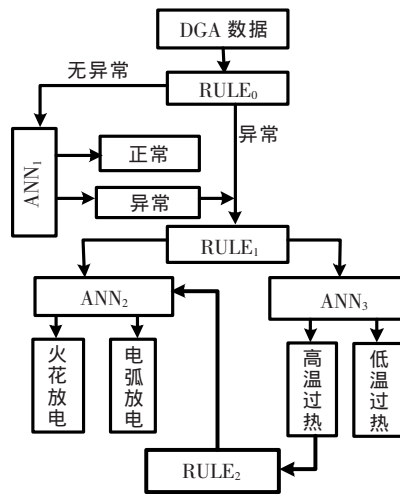 DGA 数据
无异常
RULE₀
异常
ANN₁
正常
异常
RULE₁
ANN₂
ANN₃
火花放电
电弧放电
高温过热
低温过热
RULE₂